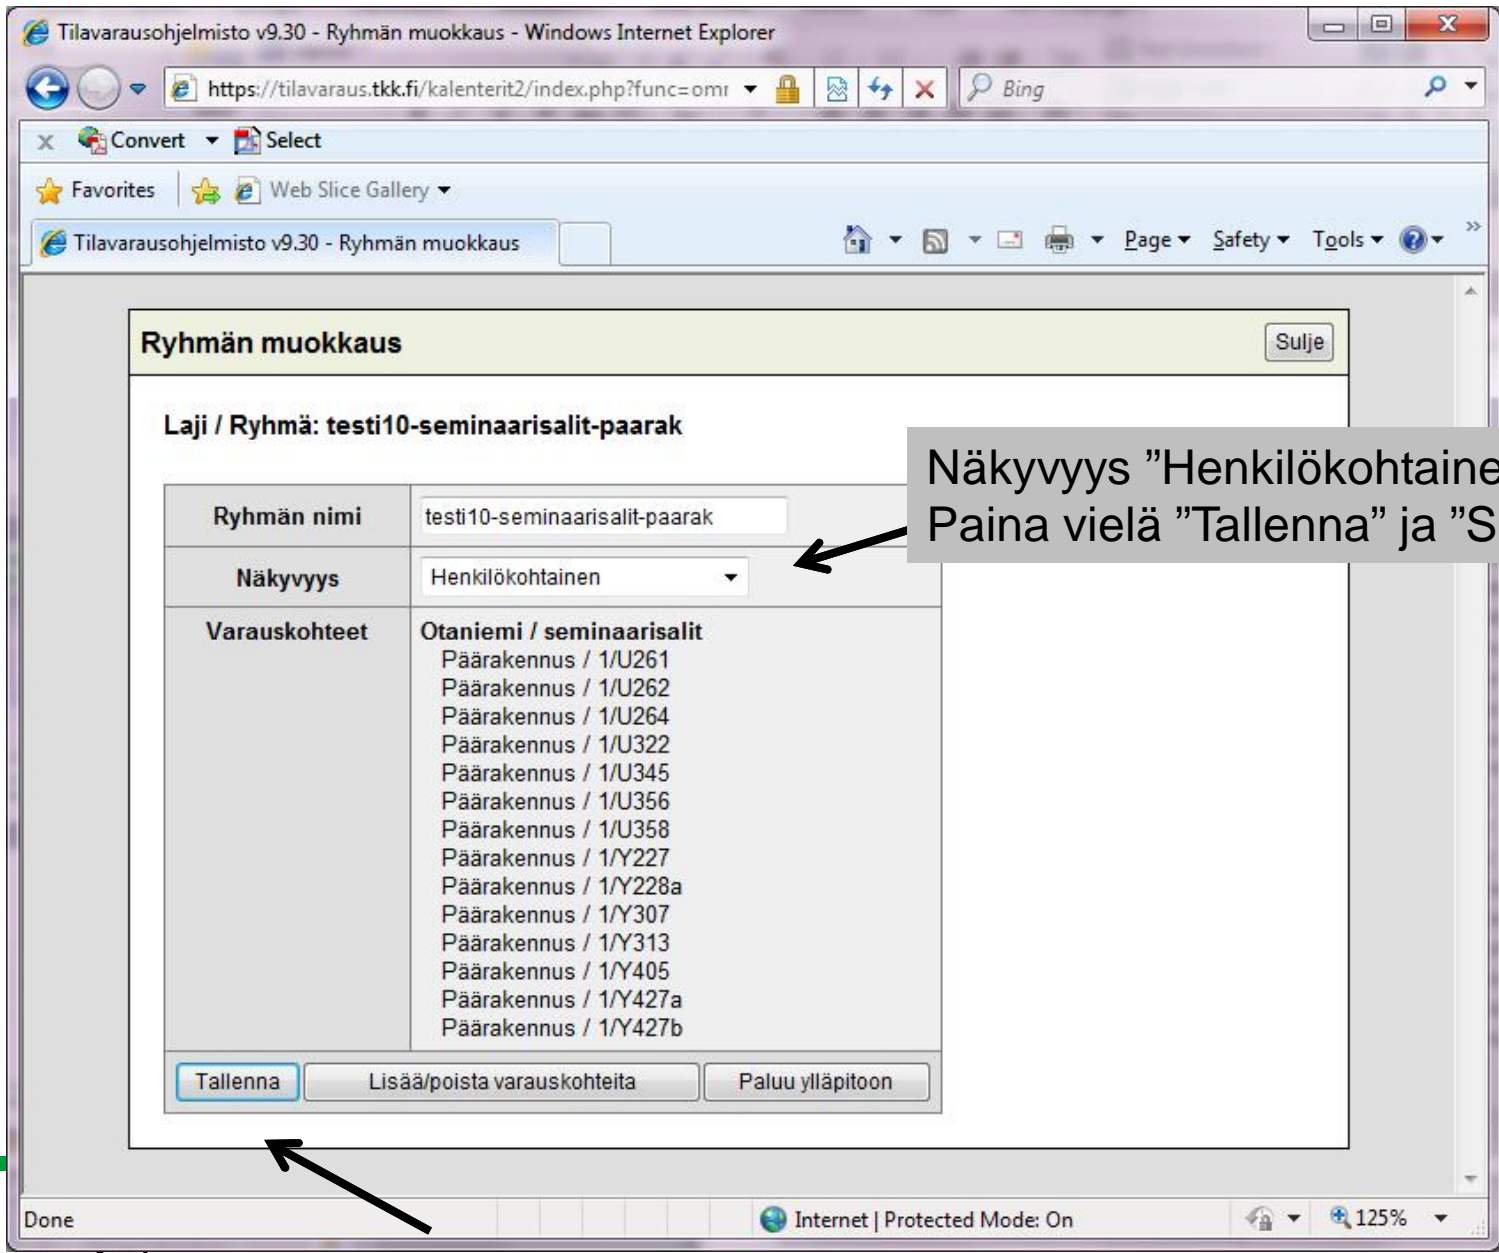 Tilavarausohjelmisto v9.30 - Ryhmän muokkaus - Windows Internet Explorer
https://tilavaraus.tkk.fi/kalenterit2/index.php?func=omr
Bing
x Convert Select
Favorites Web Slice Gallery
Tilavarausohjelmisto v9.30 - Ryhmän muokkaus
Page Safety Tools
Ryhmän muokkaus
Sulje
Laji / Ryhmä: testi10-seminaarisalit-paarak
Näkyvyys ”Henkilökohtaine
Paina vielä ”Tallenna” ja ”S
Ryhmän nimi testi10-seminaarisalit-paarak
Näkyvyys Henkilökohtainen
Varauskohteet Otaniemi / seminaarisalit
Päärakennus / 1/U261
Päärakennus / 1/U262
Päärakennus / 1/U264
Päärakennus / 1/U322
Päärakennus / 1/U345
Päärakennus / 1/U356
Päärakennus / 1/U358
Päärakennus / 1/Y227
Päärakennus / 1/Y228a
Päärakennus / 1/Y307
Päärakennus / 1/Y313
Päärakennus / 1/Y405
Päärakennus / 1/Y427a
Päärakennus / 1/Y427b
Tallenna Lisää/poista varauskohteita Paluu ylläpitoon
Done Internet | Protected Mode: On 125%